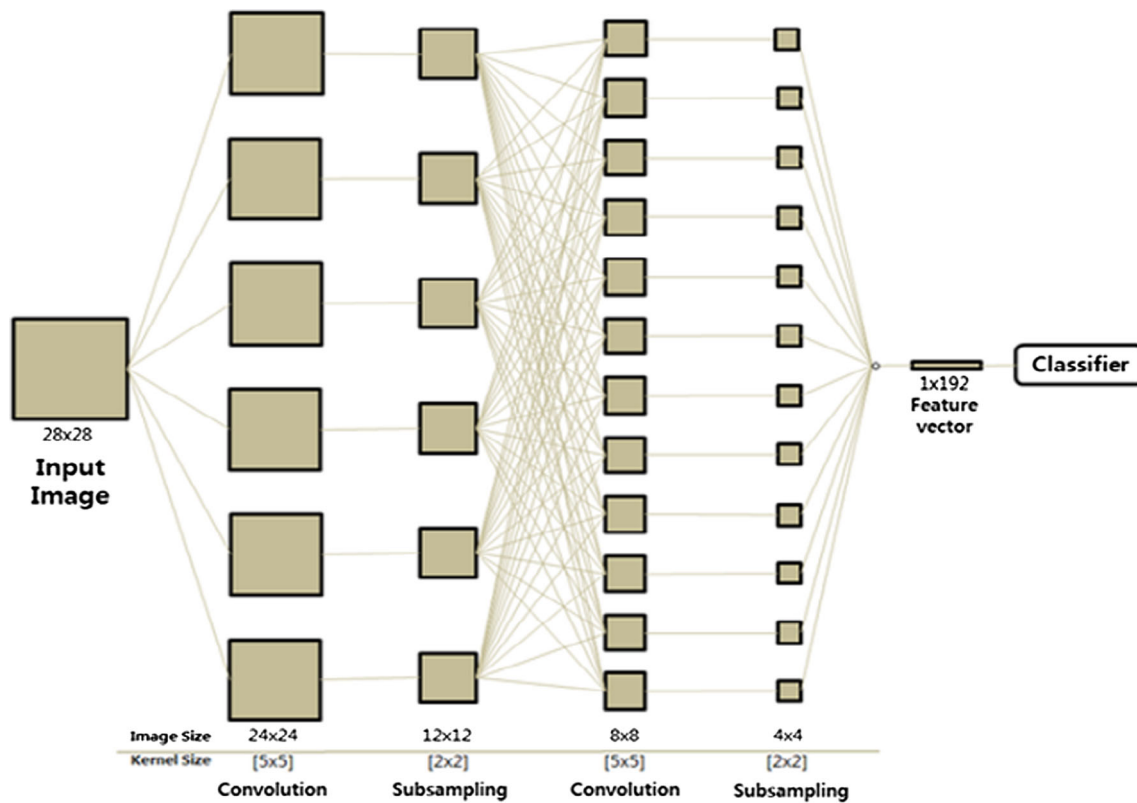 28x28
Input
Image
1x192
Feature
vector
Classifier
Image Size 24x24 12x12 8x8 4x4
Kernel Size [5x5] [2x2] [5x5] [2x2]
Convolution Subsampling Convolution Subsampling